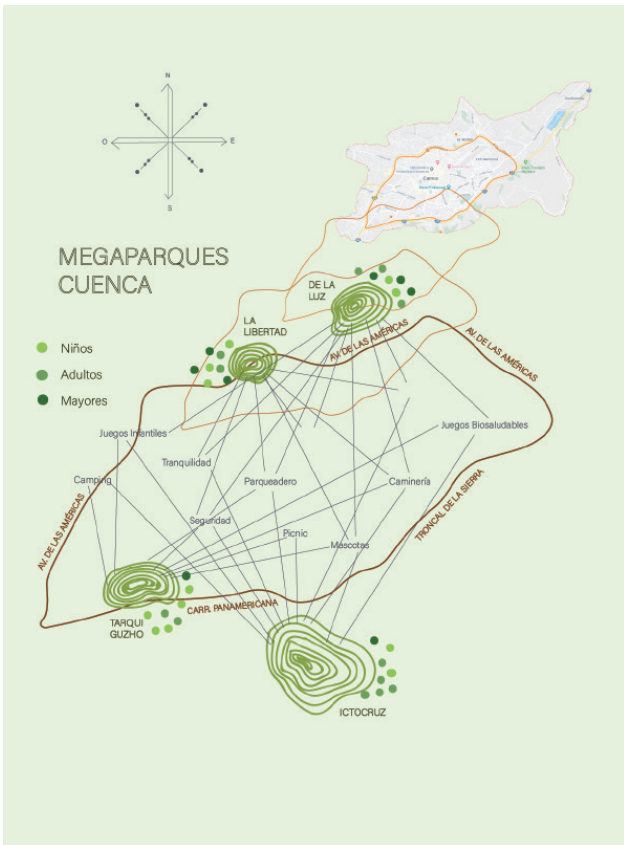 N
O
E
S
Cuenca
MEGAPARQUES
CUENCA
Niños
Adultos
Mayores
DE LA
LUZ
LA
LIBERTAD
AV. DE LAS AMÉRICAS
AV. DE LAS AMÉRICAS
Juegos Infantiles
Juegos Biosaludables
Tranquilidad
Camping
Parqueadero
Caminería
AV. DE LAS AMÉRICAS
TRONCAL DE LA SIERRA
Seguridad
Picnic
Mascotas
CARR. PANAMERICANA
TARQUI
GUZHO
ICTOCRUZ